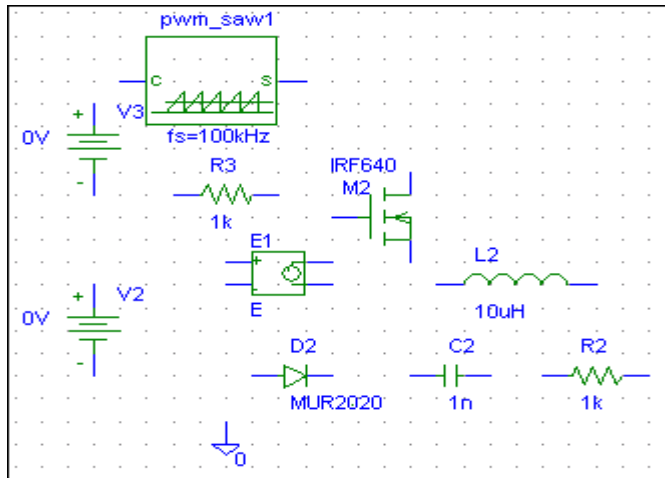 pwm_saw1
C S
+ V3
fs=100kHz
0V
R3 IRF640
- M2
1k
E1
+
L2
-
+ V2 E
10uH
0V
D2 C2 R2
-
MUR2020 1n 1k
0